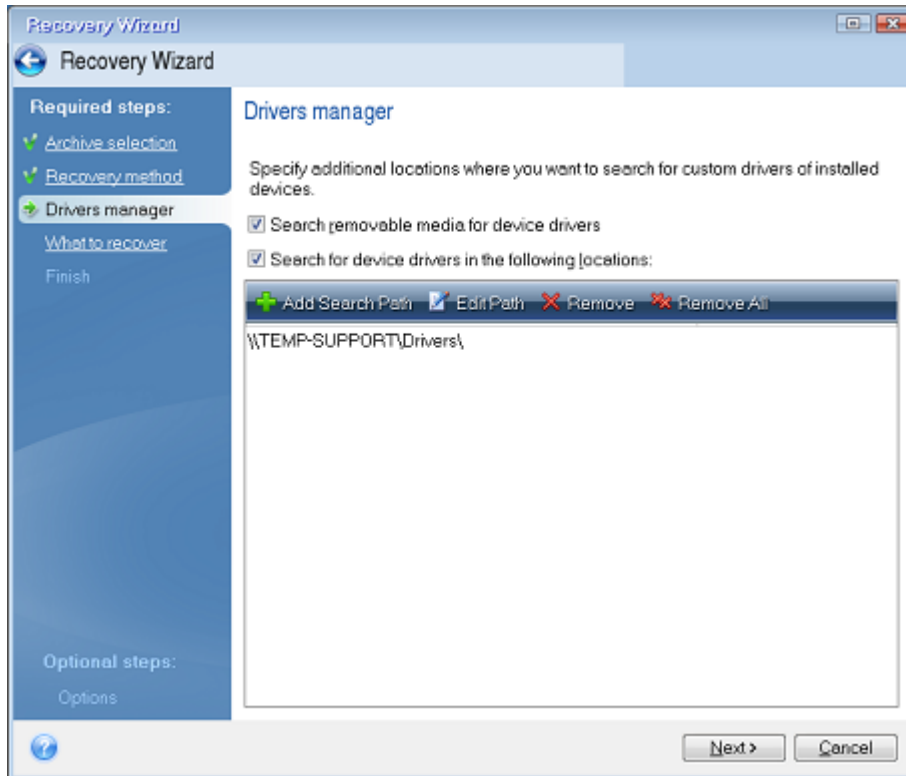 Recovery Wizard
Recovery Wizard
Required steps:
Archive selection
Recovery method
Drivers manager
What to recover
Finish
Optional steps:
Options
Drivers manager
Specify additional locations where you want to search for custom drivers of installed
devices.
Search removable media for device drivers
Search for device drivers in the following locations:
Add Search Path Edit Path Remove Remove All
\\TEMP-SUPPORT\Drivers\
Next > Cancel